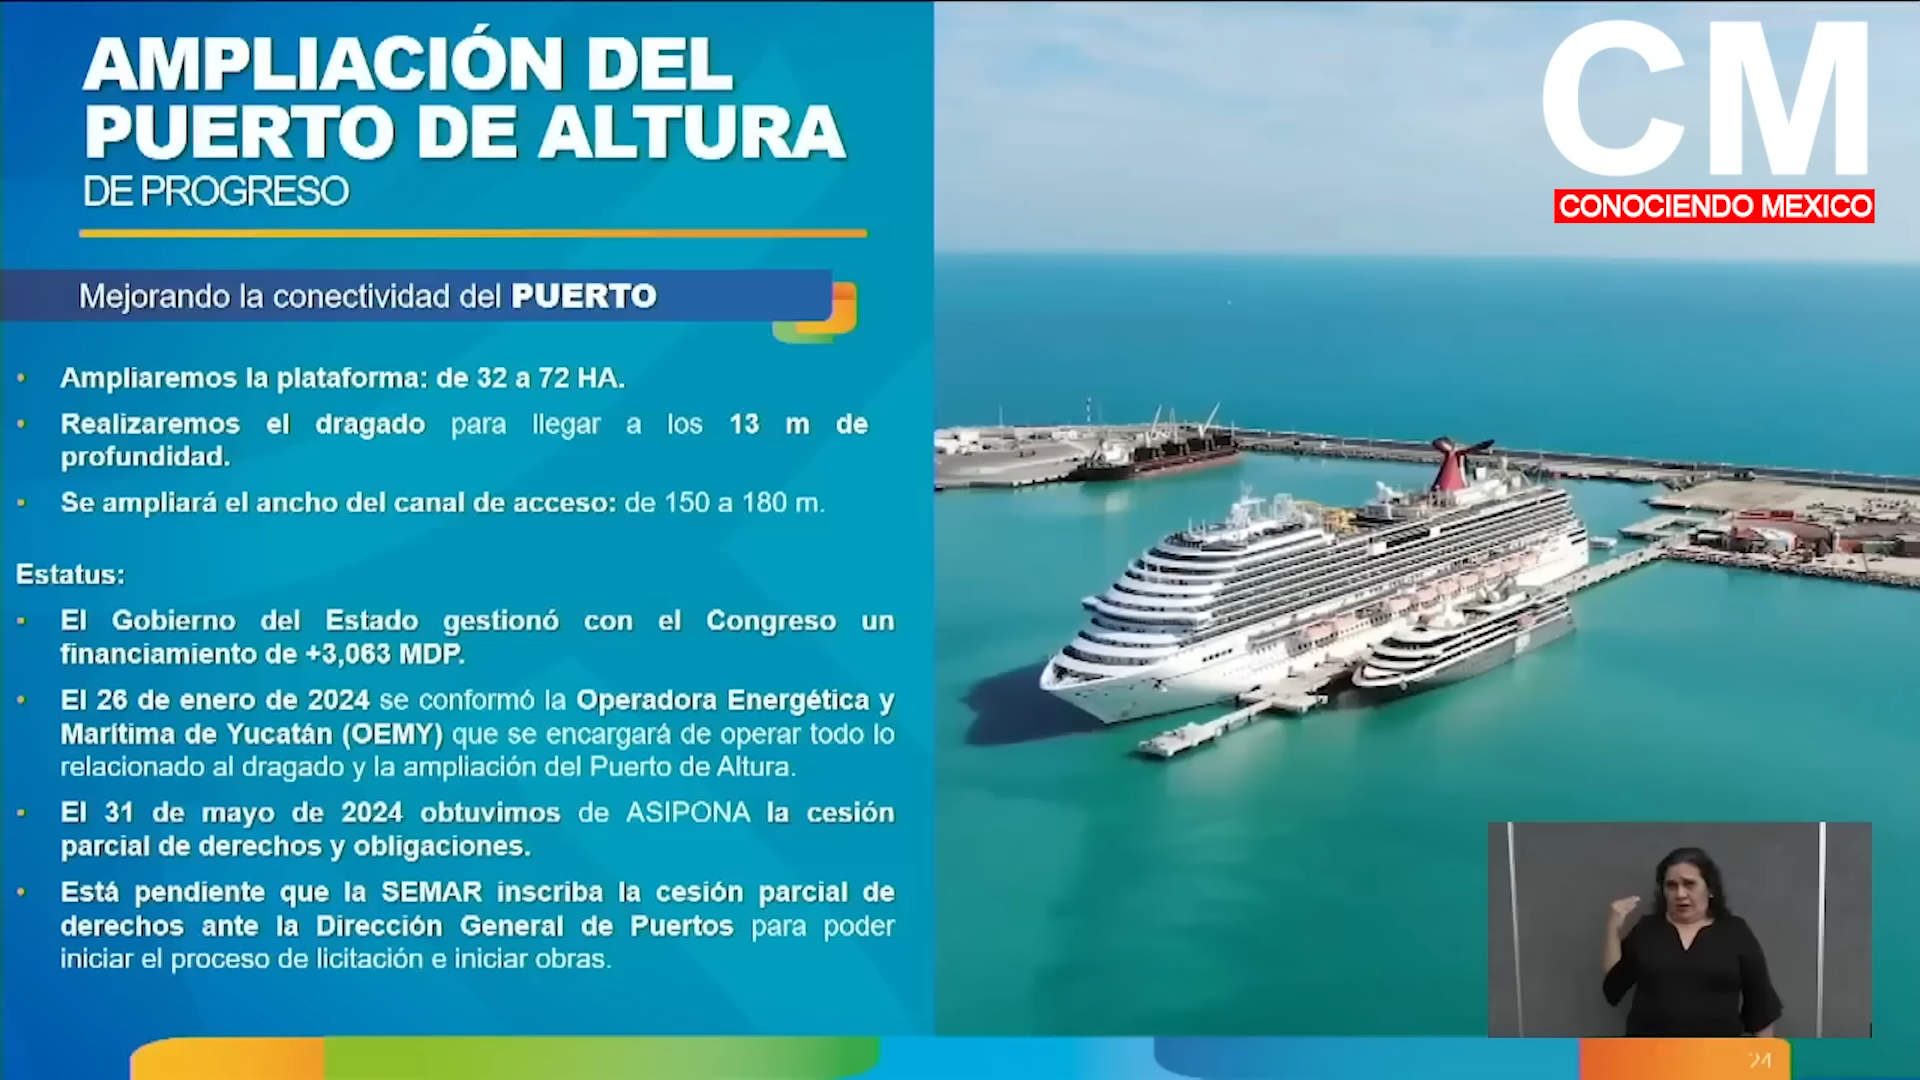 AMPLIACIÓN DEL
PUERTO DE ALTURA
DE PROGRESO
Mejorando la conectividad del PUERTO
• Ampliaremos la plataforma: de 32 a 72 HA.
• Realizaremos el dragado para llegar a los 13 m de
profundidad.
• Se ampliará el ancho del canal de acceso: de 150 a 180 m.
Estatus:
• El Gobierno del Estado gestionó con el Congreso un
financiamiento de +3,063 MDP.
• El 26 de enero de 2024 se conformó la Operadora Energética y
Marítima de Yucatán (OEMY) que se encargará de operar todo lo
relacionado al dragado y la ampliación del Puerto de Altura.
• El 31 de mayo de 2024 obtuvimos de ASIPONA la cesión
parcial de derechos y obligaciones.
• Está pendiente que la SEMAR inscriba la cesión parcial de
derechos ante la Dirección General de Puertos para poder
iniciar el proceso de licitación e iniciar obras.
CM
CONOCIENDO MEXICO
24